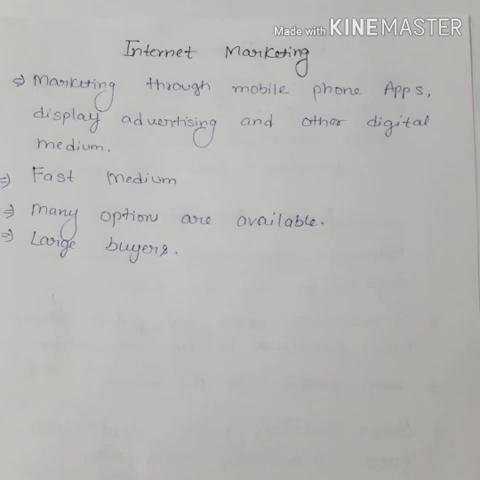 Made with KINEMASTER
Internet Marketing
⇒ Marketing through mobile phone Apps,
display advertising and other digital
medium.
⇒ Fast Medium
⇒ Many option are available.
⇒ Large buyers.